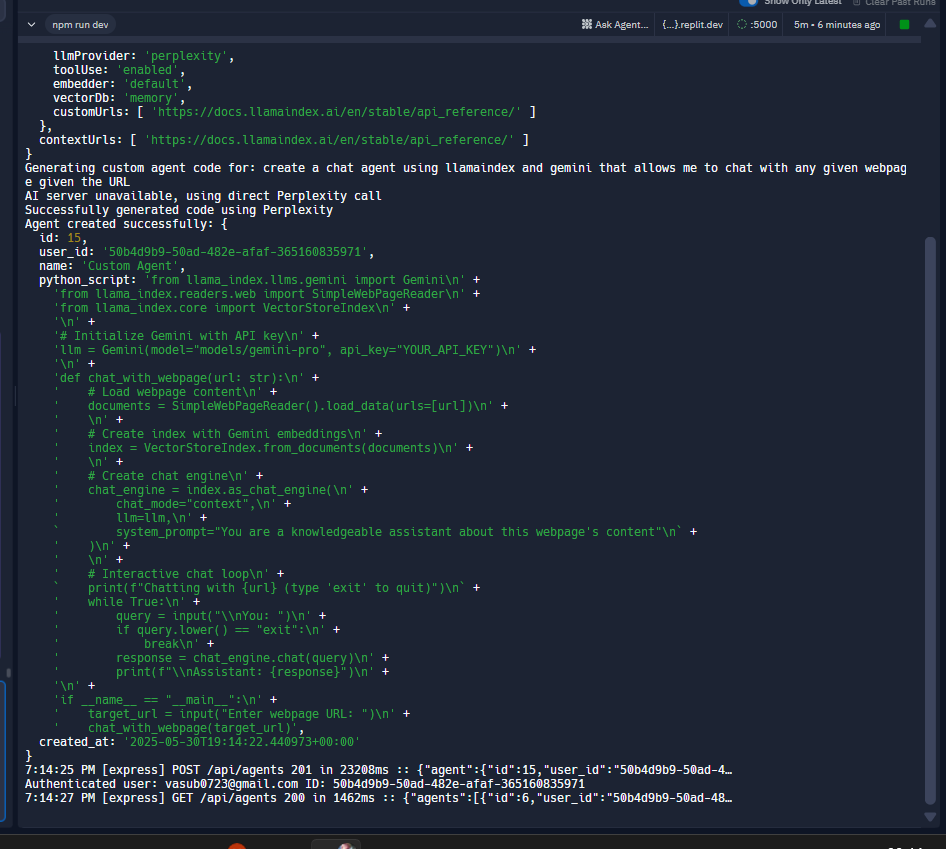 Show Only Latest Clear Past Runs
npm run dev Ask Agent... {...}.replit.dev :5000 5m • 6 minutes ago
    llmProvider: 'perplexity',
    toolUse: 'enabled',
    embedder: 'default',
    vectorDb: 'memory',
    customUrls: [ 'https://docs.llamaindex.ai/en/stable/api_reference/' ]
  },
  contextUrls: [ 'https://docs.llamaindex.ai/en/stable/api_reference/' ]
}
Generating custom agent code for: create a chat agent using llamaindex and gemini that allows me to chat with any given webpag
e given the URL
AI server unavailable, using direct Perplexity call
Successfully generated code using Perplexity
Agent created successfully: {
  id: 15,
  user_id: '50b4d9b9-50ad-482e-afaf-365160835971',
  name: 'Custom Agent',
  python_script: 'from llama_index.llms.gemini import Gemini\n' +
    'from llama_index.readers.web import SimpleWebPageReader\n' +
    'from llama_index.core import VectorStoreIndex\n' +
    '\n' +
    '# Initialize Gemini with API key\n' +
    'llm = Gemini(model="models/gemini-pro", api_key="YOUR_API_KEY")\n' +
    '\n' +
    'def chat_with_webpage(url: str):\n' +
    '    # Load webpage content\n' +
    '    documents = SimpleWebPageReader().load_data(urls=[url])\n' +
    '    \n' +
    '    # Create index with Gemini embeddings\n' +
    '    index = VectorStoreIndex.from_documents(documents)\n' +
    '    \n' +
    '    # Create chat engine\n' +
    '    chat_engine = index.as_chat_engine(\n' +
    '        chat_mode="context",\n' +
    '        llm=llm,\n' +
    `        system_prompt="You are a knowledgeable assistant about this webpage's content"\n` +
    '    )\n' +
    '    \n' +
    '    # Interactive chat loop\n' +
    `    print(f"Chatting with {url} (type 'exit' to quit)")\n` +
    '    while True:\n' +
    '        query = input("\\nYou: ")\n' +
    '        if query.lower() == "exit":\n' +
    '            break\n' +
    '        response = chat_engine.chat(query)\n' +
    '        print(f"\\nAssistant: {response}")\n' +
    '\n' +
    'if __name__ == "__main__":\n' +
    '    target_url = input("Enter webpage URL: ")\n' +
    '    chat_with_webpage(target_url)',
  created_at: '2025-05-30T19:14:22.440973+00:00'
}
7:14:25 PM [express] POST /api/agents 201 in 23208ms :: {"agent":{"id":15,"user_id":"50b4d9b9-50ad-4…
Authenticated user: vasub0723@gmail.com ID: 50b4d9b9-50ad-482e-afaf-365160835971
7:14:27 PM [express] GET /api/agents 200 in 1462ms :: {"agents":[{"id":6,"user_id":"50b4d9b9-50ad-48…